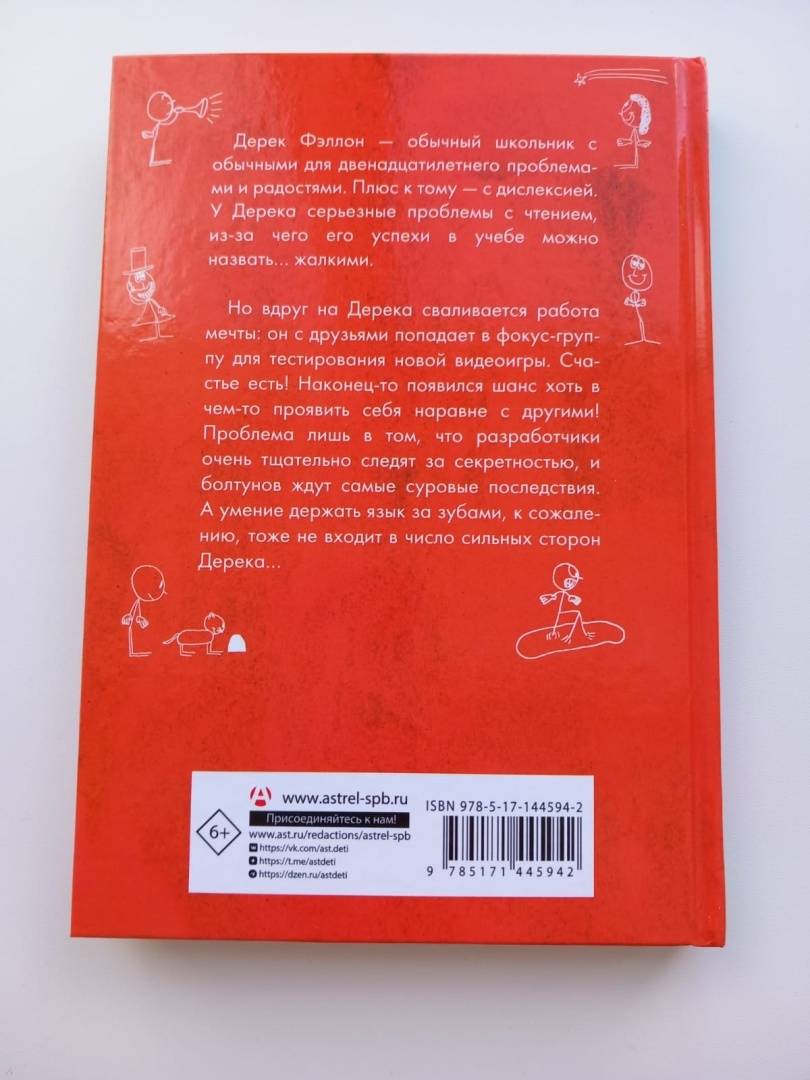 Дерек Фэллон — обычный школьник с
обычными для двенадцатилетнего проблема-
ми и радостями. Плюс к тому — с дислексией.
У Дерека серьезные проблемы с чтением,
из-за чего его успехи в учебе можно
назвать... жалкими.
Но вдруг на Дерека сваливается работа
мечты: он с друзьями попадает в фокус-груп-
пу для тестирования новой видеоигры. Сча-
стье есть! Наконец-то появился шанс хоть в
чем-то проявить себя наравне с другими!
Проблема лишь в том, что разработчики
очень тщательно следят за секретностью, и
болтунов ждут самые суровые последствия.
А умение держать язык за зубами, к сожале-
нию, тоже не входит в число сильных сторон
Дерека...
6+
www.astrel-spb.ru
Присоединяйтесь к нам!
www.ast.ru/redactions/astrel-spb
https://vk.com/ast.deti
https://t.me/astdeti
https://dzen.ru/astdeti
ISBN 978-5-17-144594-2
9 785171 445942